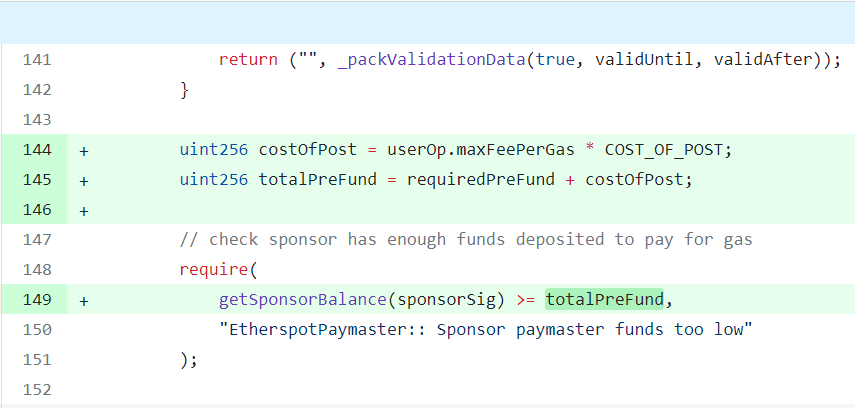 141 return ("", _packValidationData(true, validUntil, validAfter));
142 }
143
144 + uint256 costOfPost = userOp.maxFeePerGas * COST_OF_POST;
145 + uint256 totalPreFund = requiredPreFund + costOfPost;
146 +
147 // check sponsor has enough funds deposited to pay for gas
148 require(
149 + getSponsorBalance(sponsorSig) >= totalPreFund,
150 "EtherspotPaymaster:: Sponsor paymaster funds too low"
151 );
152